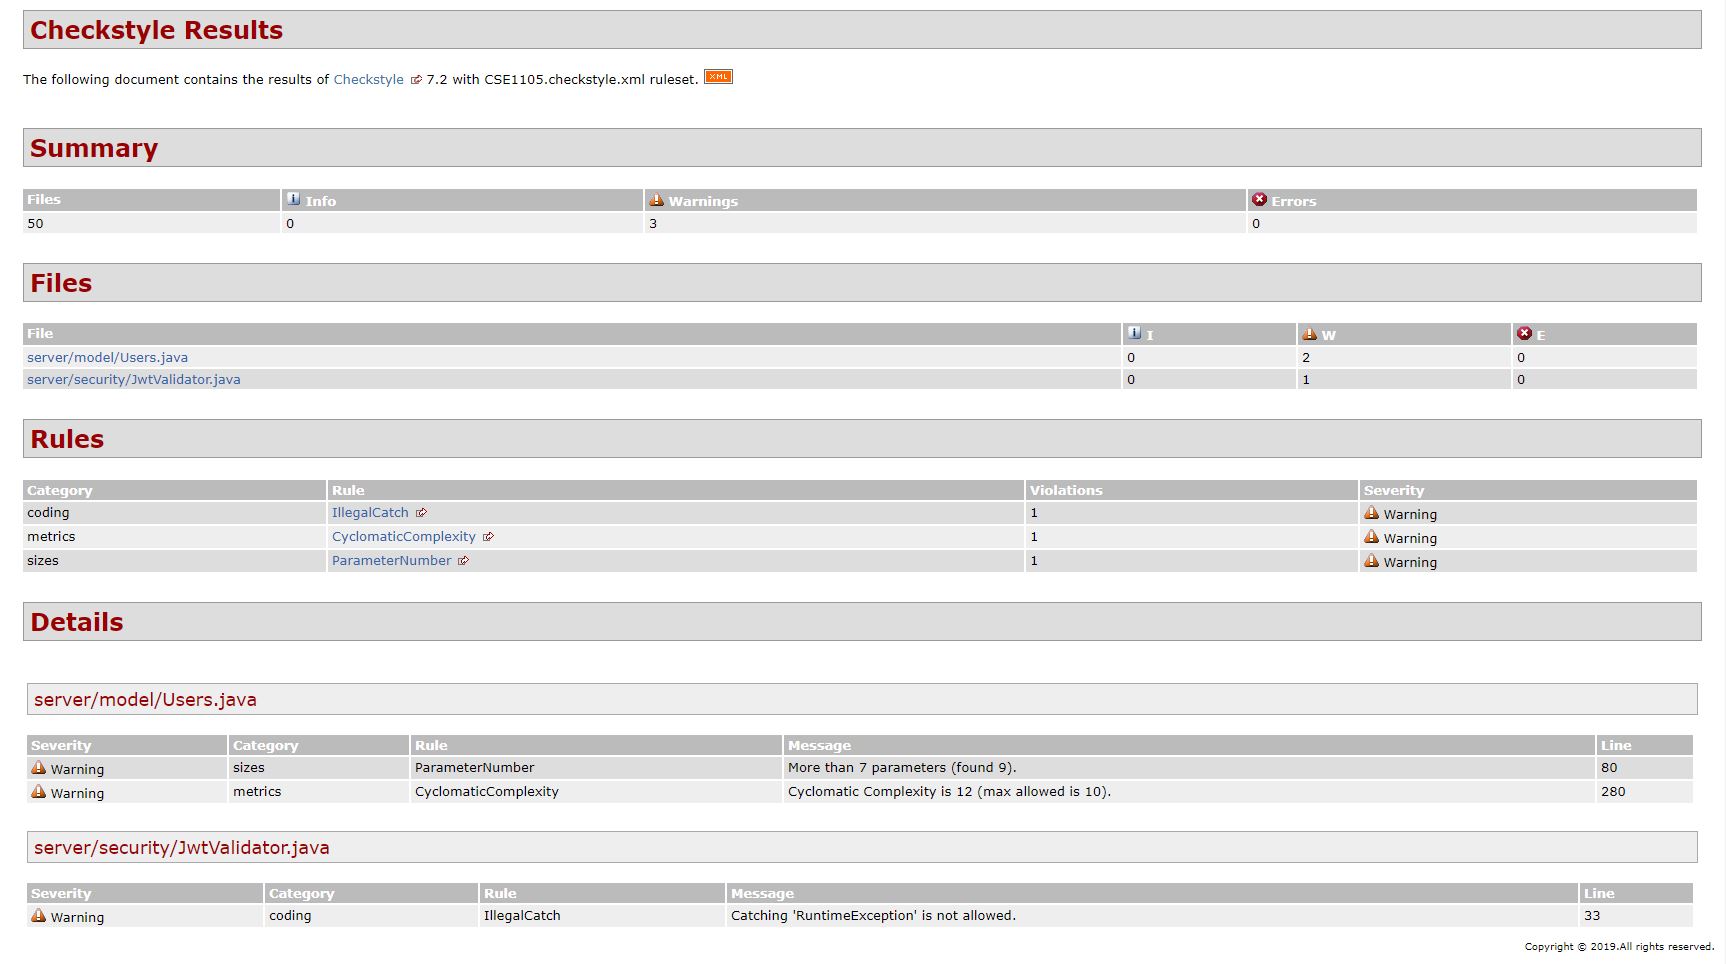 Checkstyle Results
The following document contains the results of Checkstyle 7.2 with CSE1105.checkstyle.xml ruleset. XML
Summary
Files Info Warnings Errors
50 0 3 0
Files
File I W E
server/model/Users.java 0 2 0
server/security/JwtValidator.java 0 1 0
Rules
Category Rule Violations Severity
coding IllegalCatch 1 Warning
metrics CyclomaticComplexity 1 Warning
sizes ParameterNumber 1 Warning
Details
server/model/Users.java
Severity Category Rule Message Line
Warning sizes ParameterNumber More than 7 parameters (found 9). 80
Warning metrics CyclomaticComplexity Cyclomatic Complexity is 12 (max allowed is 10). 280
server/security/JwtValidator.java
Severity Category Rule Message Line
Warning coding IllegalCatch Catching 'RuntimeException' is not allowed. 33
Copyright © 2019.All rights reserved.